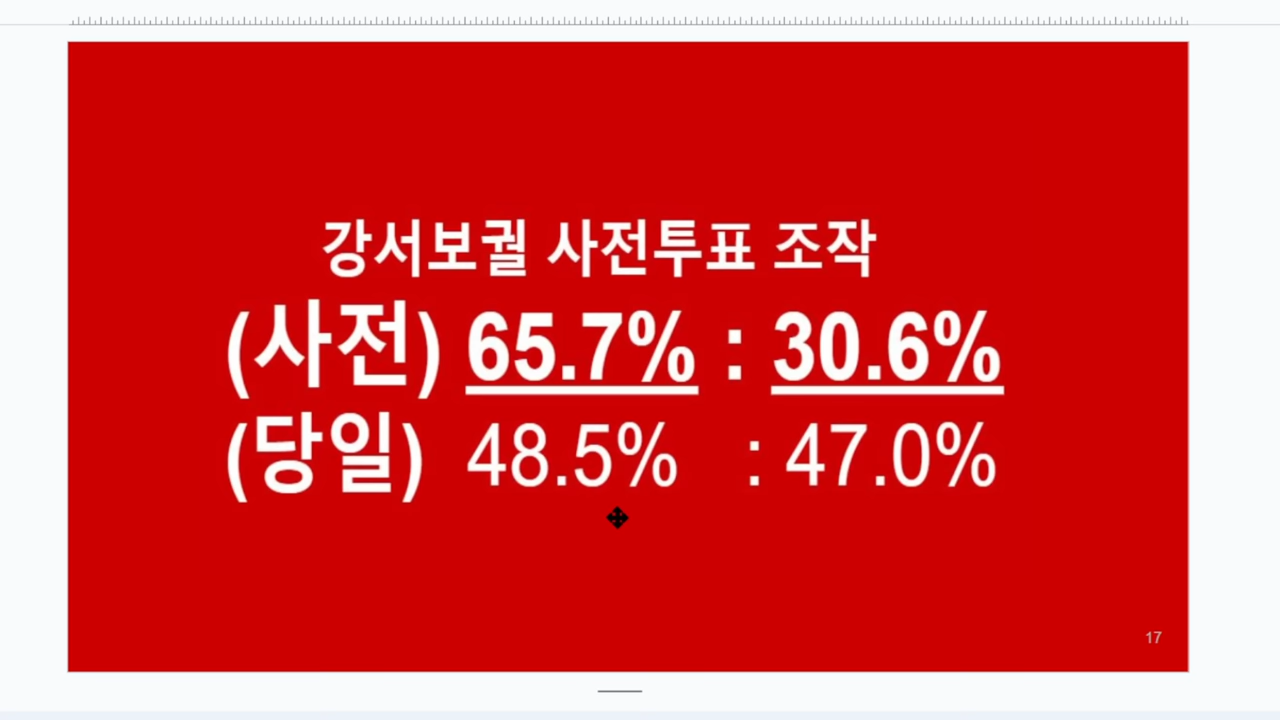 강서보궐 사전투표 조작
(사전) 65.7% : 30.6%
(당일) 48.5% : 47.0%
17